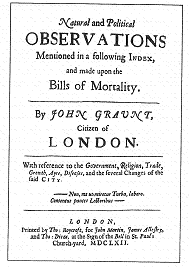 Natural and Political
OBSERVATIONS
Mentioned in a following INDEX,
and made upon the
Bills of Mortality.
By JOHN GRAUNT,
Citizen of
LONDON.
With reference to the Government, Religion, Trade,
Growth, Ayre, Diseases, and the several Changes of the
said CITY.
—— Non, me ut miretur Turba, laboro.
Contentus paucis Lectoribus ——
LONDON,
Printed by Tho: Roycroft, for John Martin, James Allestry,
and Tho: Dicas, at the Sign of the Bell in St. Paul's
Church-yard, MDCLXII.